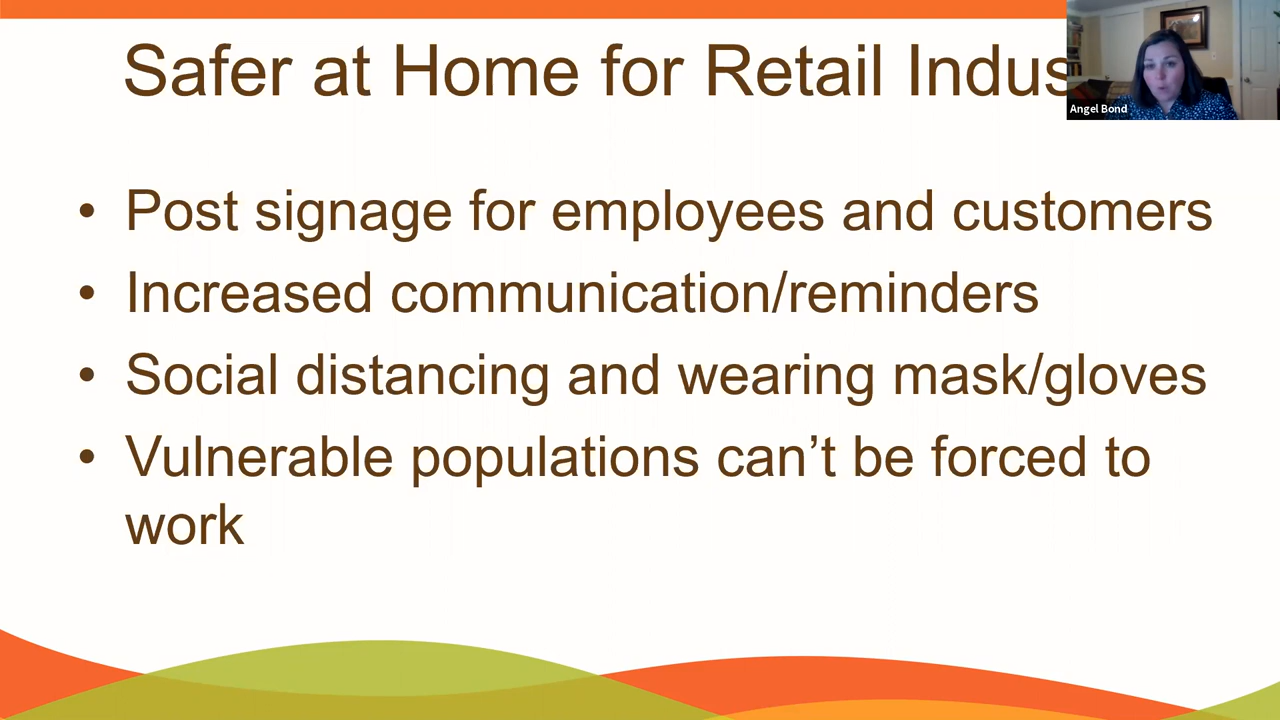 Safer at Home for Retail Indus
Angel Bond
• Post signage for employees and customers
• Increased communication/reminders
• Social distancing and wearing mask/gloves
• Vulnerable populations can’t be forced to
work